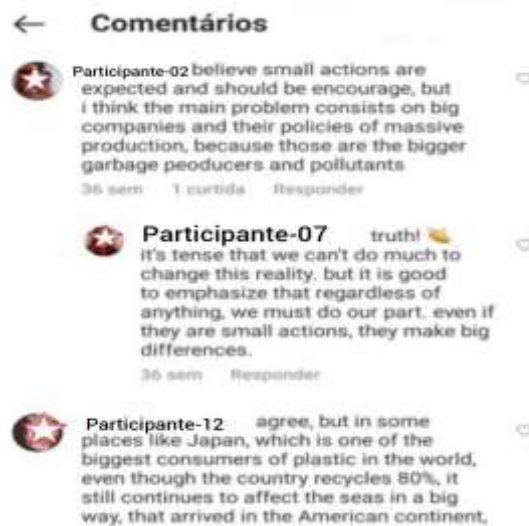 ← Comentários
Participante-02 believe small actions are
expected and should be encourage, but
i think the main problem consists on big
companies and their policies of massive
production, because those are the bigger
garbage peoducers and pollutants
36 sem 1 curtida Responder
Participante-07 truth!
it's tense that we can't do much to
change this reality. but it is good
to emphasize that regardless of
anything, we must do our part. even if
they are small actions, they make big
differences.
36 sem Responder
Participante-12 agree, but in some
places like Japan, which is one of the
biggest consumers of plastic in the world,
even though the country recycles 80%, it
still continues to affect the seas in a big
way, that arrived in the American continent,